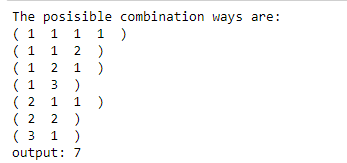 The posisible combination ways are:
( 1 1 1 1 )
( 1 1 2 )
( 1 2 1 )
( 1 3 )
( 2 1 1 )
( 2 2 )
( 3 1 )
output: 7